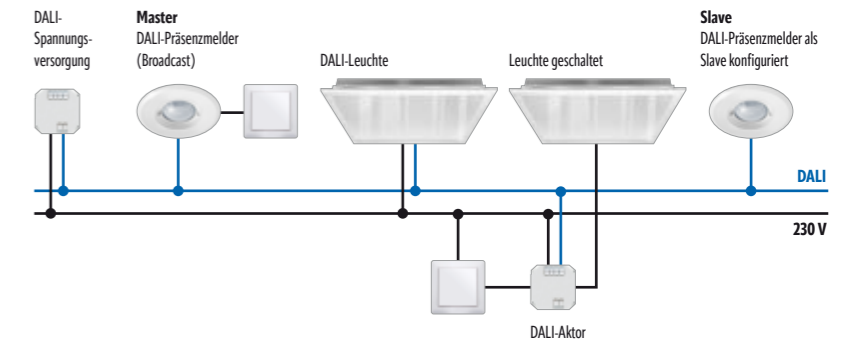 DALI-
Spannungs-
versorgung
Master
DALI-Präsenzmelder
(Broadcast)
DALI-Leuchte
Leuchte geschaltet
Slave
DALI-Präsenzmelder als
Slave konfiguriert
DALI
230 V
DALI-Aktor